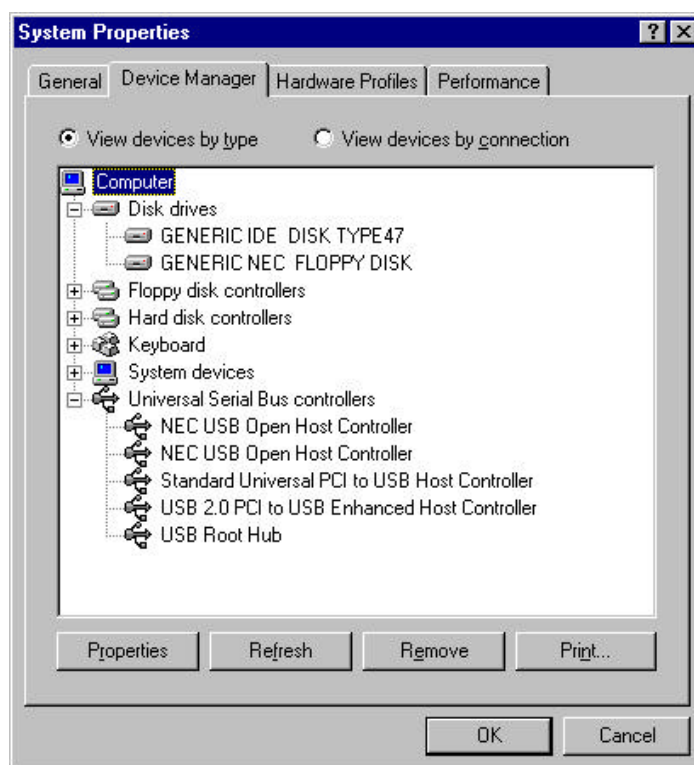 System Properties
General Device Manager Hardware Profiles Performance
View devices by type View devices by connection
Computer
Disk drives
GENERIC IDE DISK TYPE47
GENERIC NEC FLOPPY DISK
Floppy disk controllers
Hard disk controllers
Keyboard
System devices
Universal Serial Bus controllers
NEC USB Open Host Controller
NEC USB Open Host Controller
Standard Universal PCI to USB Host Controller
USB 2.0 PCI to USB Enhanced Host Controller
USB Root Hub
Properties Refresh Remove Print...
OK Cancel